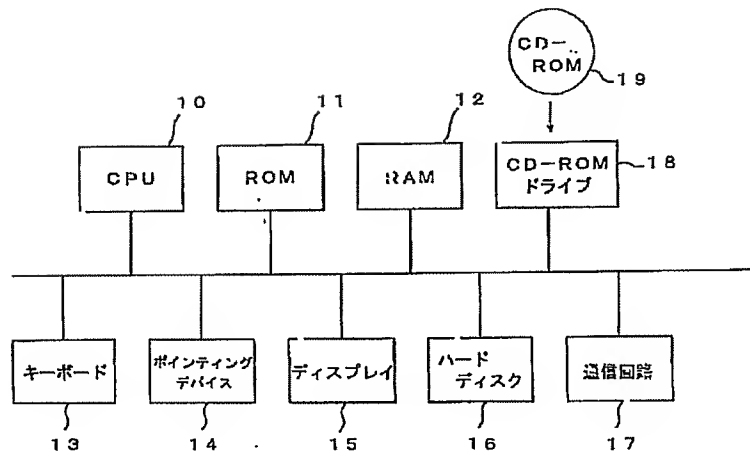 CD-
ROM
19
10
11
12
CPU
ROM
RAM
CD-ROM
ドライブ
18
キーボード
ポインティング
デバイス
ディスプレイ
ハード
ディスク
通信回路
13
14
15
16
17